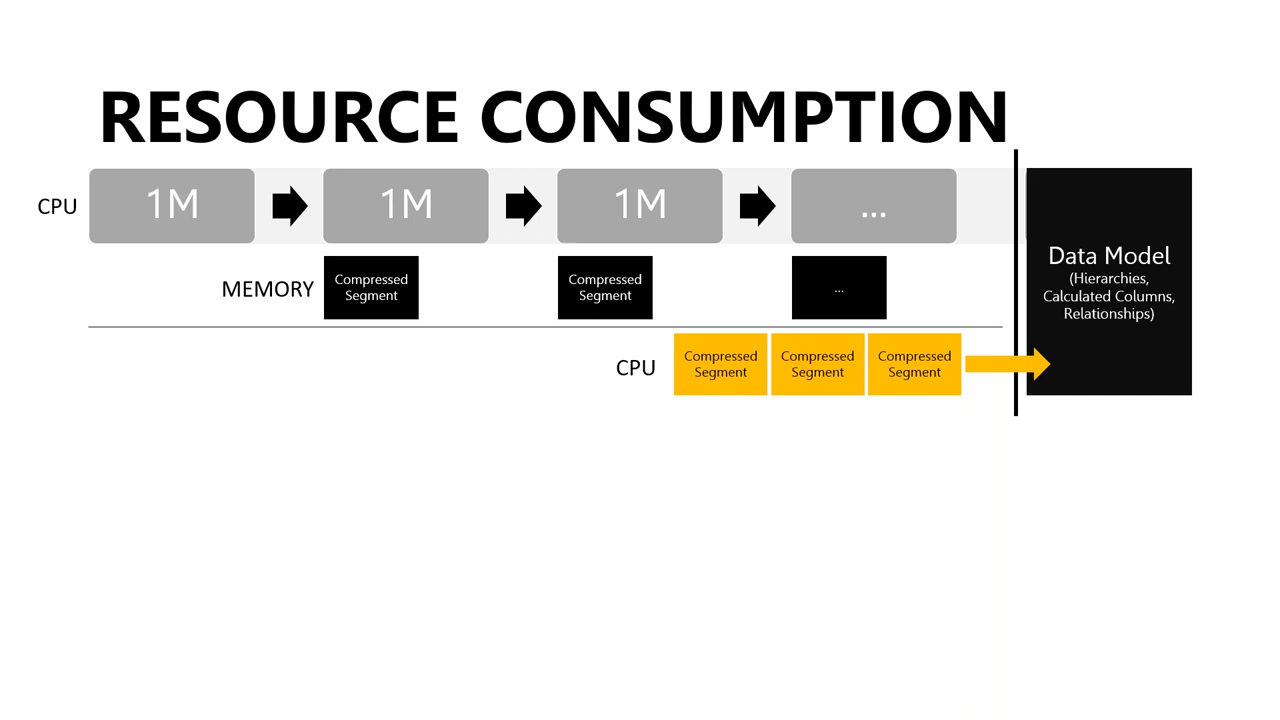 RESOURCE CONSUMPTION
CPU
1M
1M
1M
...
MEMORY
Compressed
Segment
Compressed
Segment
...
Data Model
(Hierarchies,
Calculated Columns,
Relationships)
CPU
Compressed
Segment
Compressed
Segment
Compressed
Segment